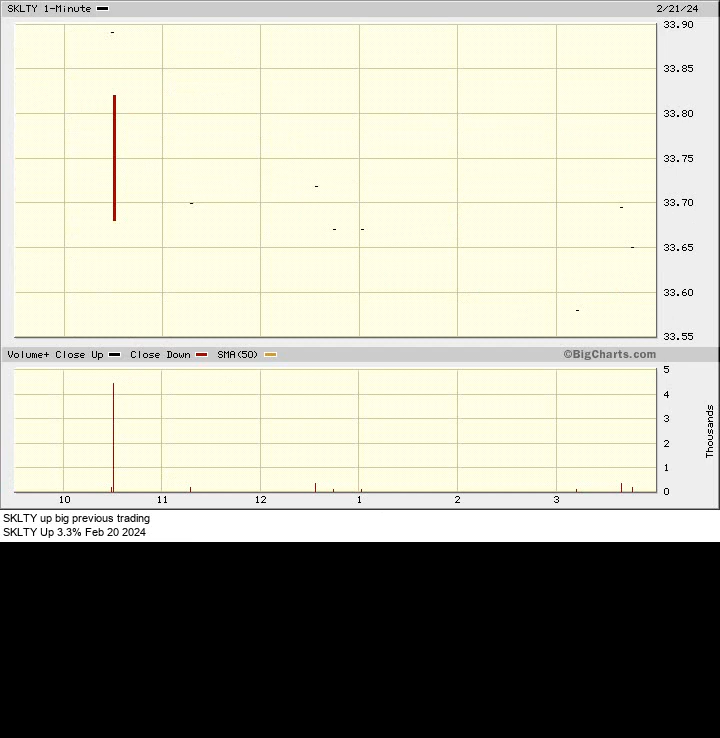 SKLTY 1-Minute 2/21/24
33.90
33.85
33.80
33.75
33.70
33.65
33.60
33.55
Volume+ Close Up Close Down SMA(50) ©BigCharts.com
5
4
3
2
1
0
Thousands
10 11 12 1 2 3
SKLTY up big previous trading
SKLTY Up 3.3% Feb 20 2024